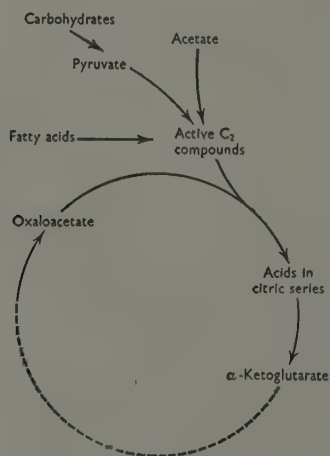 Carbohydrates
Acetate
Pyruvate
Fatty acids
Active C₂
compounds
Oxaloacetate
Acids in
citric series
α-Ketoglutarate